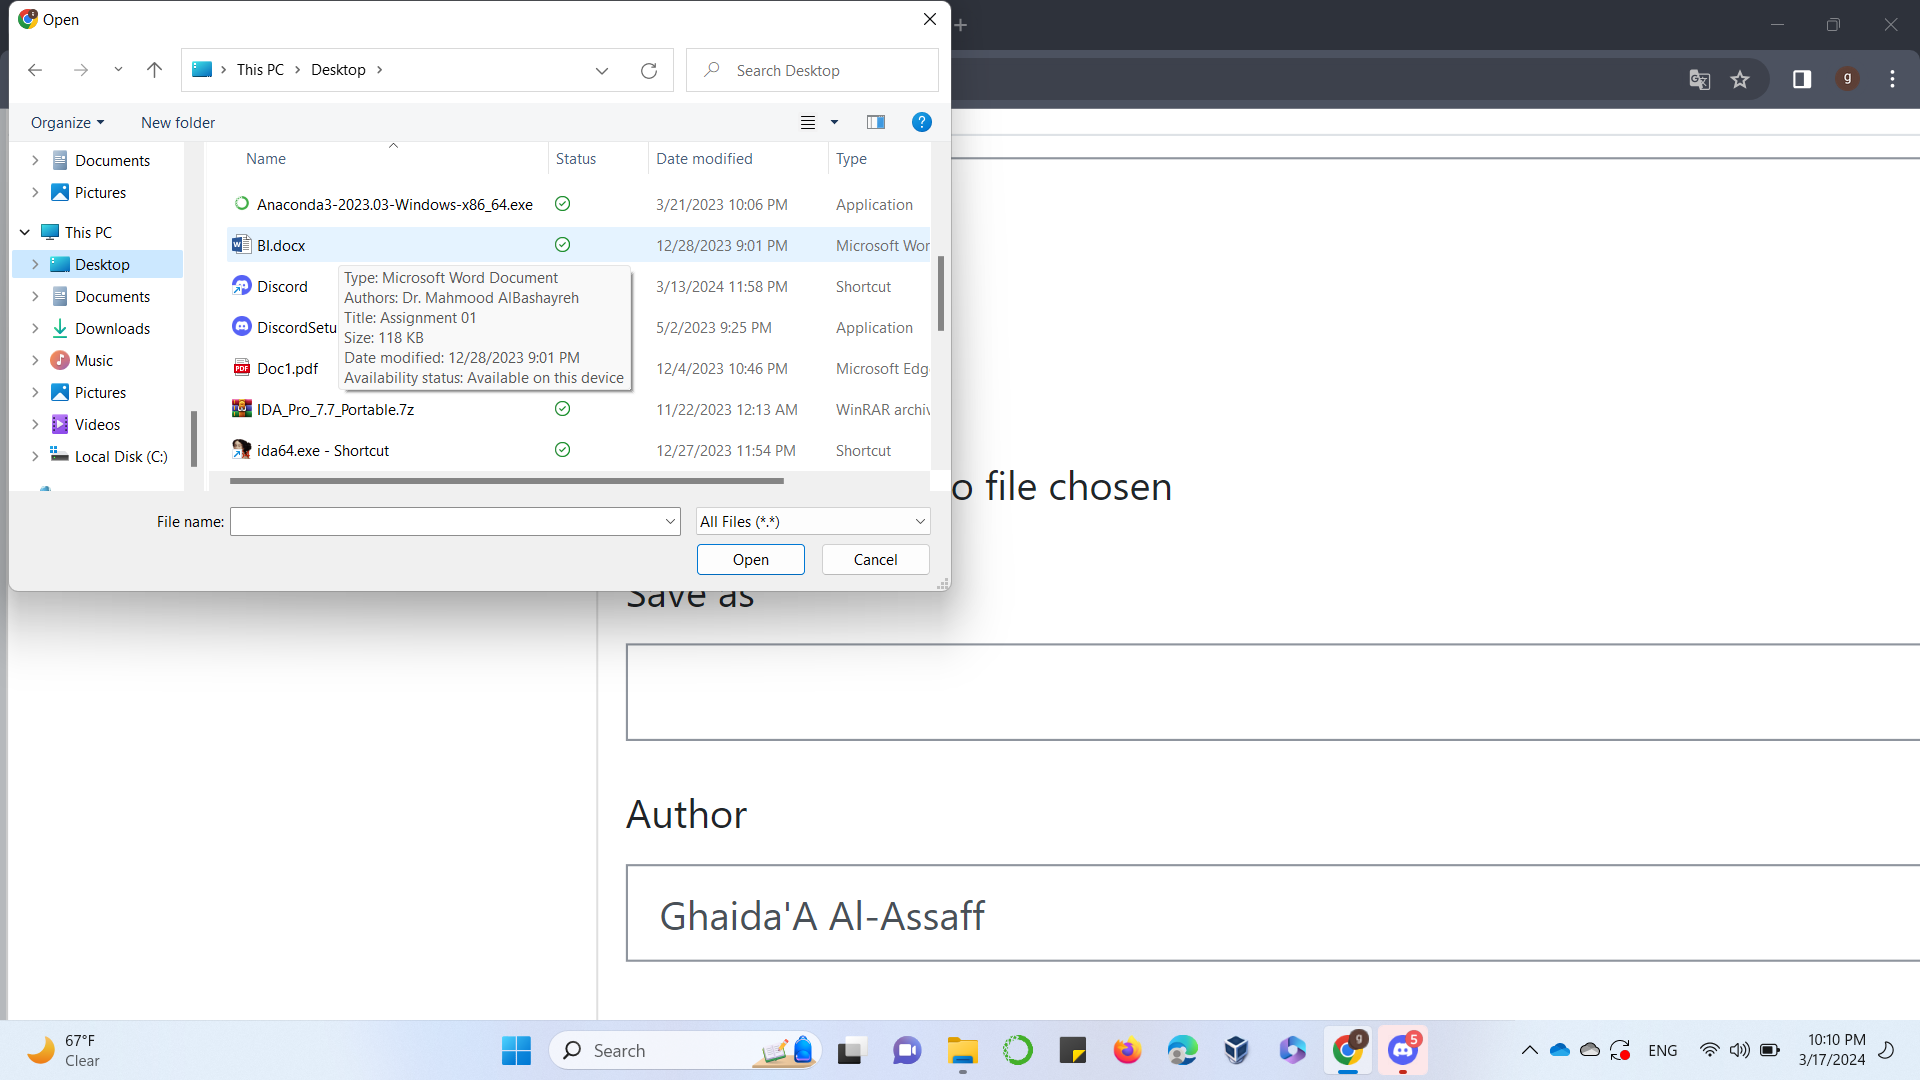 Open
This PC
Desktop
Search Desktop
g
Organize
New folder
?
Name
Status
Date modified
Type
Documents
Pictures
This PC
Desktop
Documents
Downloads
Music
Pictures
Videos
Local Disk (C:)
Anaconda3-2023.03-Windows-x86_64.exe 3/21/2023 10:06 PM Application
BI.docx 12/28/2023 9:01 PM Microsoft Wor
Discord 3/13/2024 11:58 PM Shortcut
DiscordSetu 5/2/2023 9:25 PM Application
Doc1.pdf 12/4/2023 10:46 PM Microsoft Edg
IDA_Pro_7.7_Portable.7z 11/22/2023 12:13 AM WinRAR archiv
ida64.exe - Shortcut 12/27/2023 11:54 PM Shortcut
Type: Microsoft Word Document
Authors: Dr. Mahmood AlBashayreh
Title: Assignment 01
Size: 118 KB
Date modified: 12/28/2023 9:01 PM
Availability status: Available on this device
File name:
All Files (*.*)
Open
Cancel
o file chosen
Save as
Author
Ghaida'A Al-Assaff
67°F
Clear
Search
g
5
ENG
10:10 PM
3/17/2024